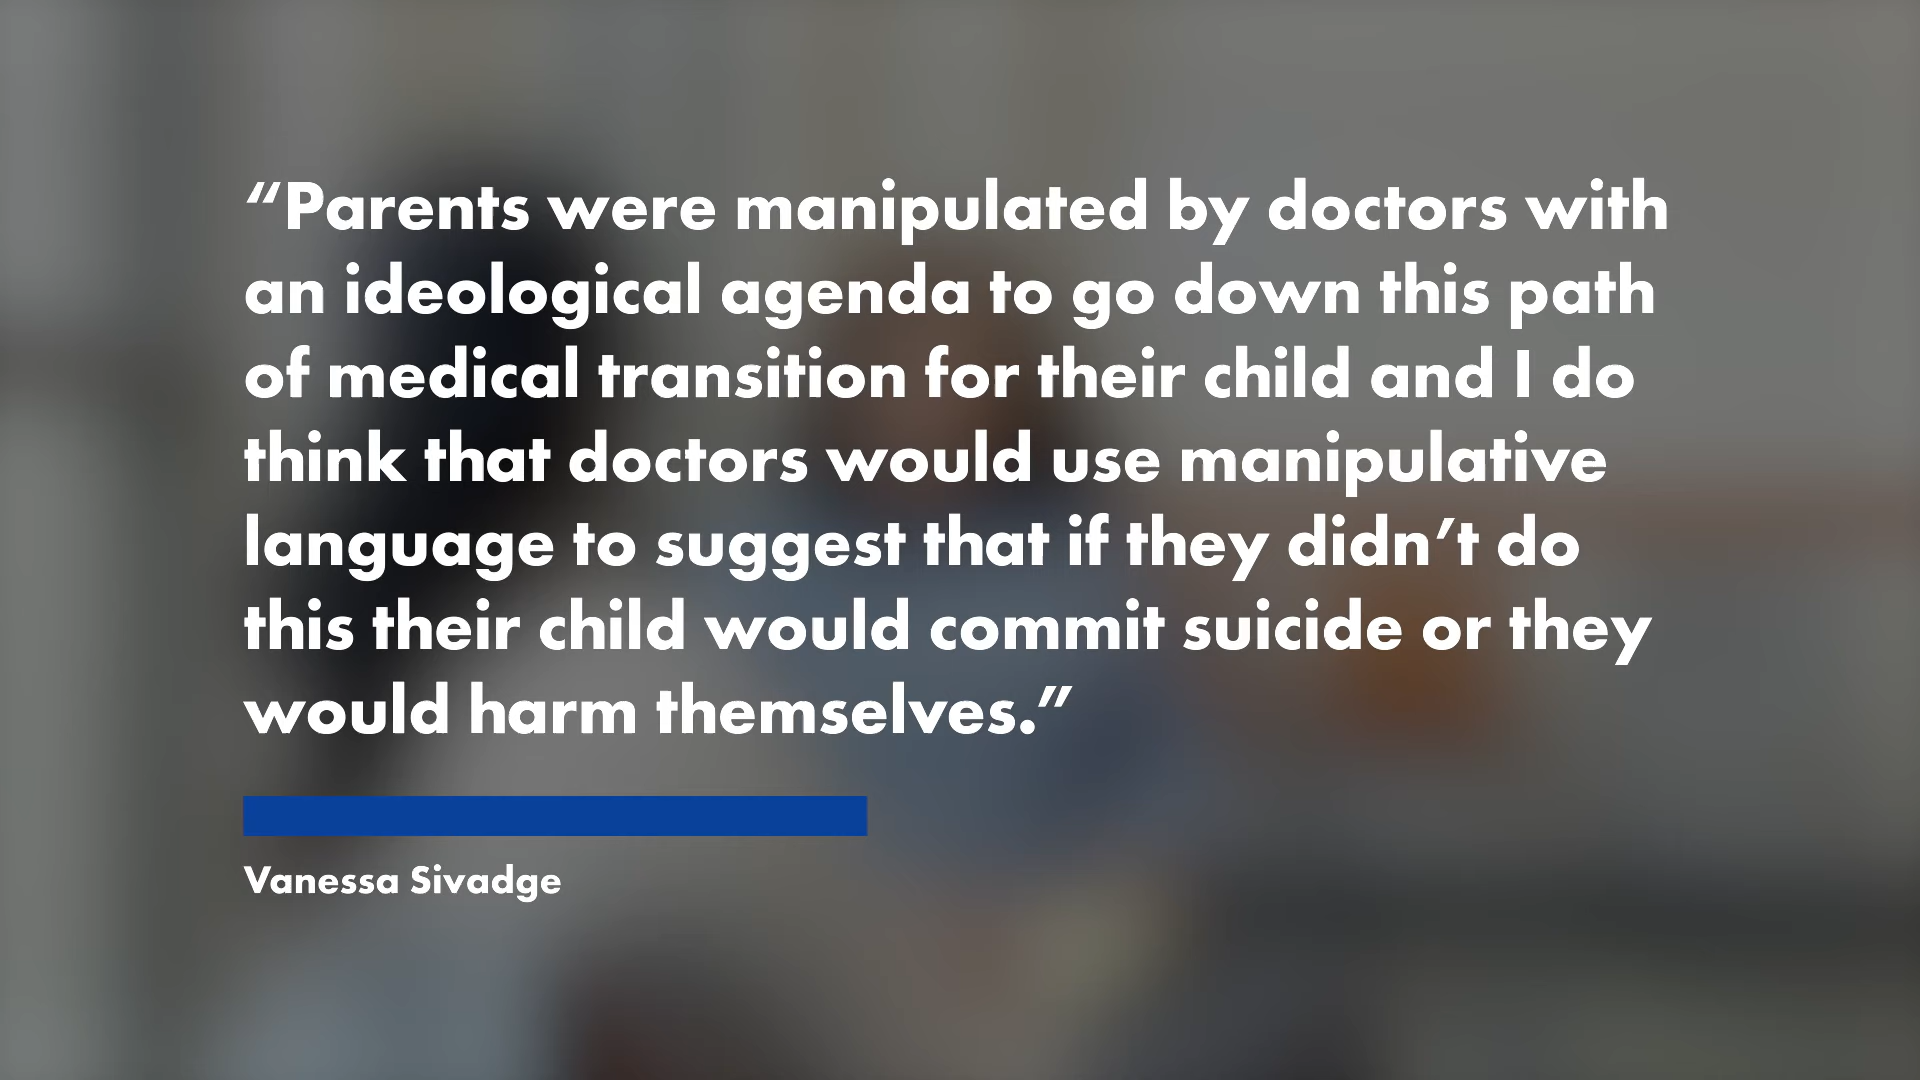 “Parents were manipulated by doctors with
an ideological agenda to go down this path
of medical transition for their child and I do
think that doctors would use manipulative
language to suggest that if they didn’t do
this their child would commit suicide or they
would harm themselves.”
Vanessa Sivadge